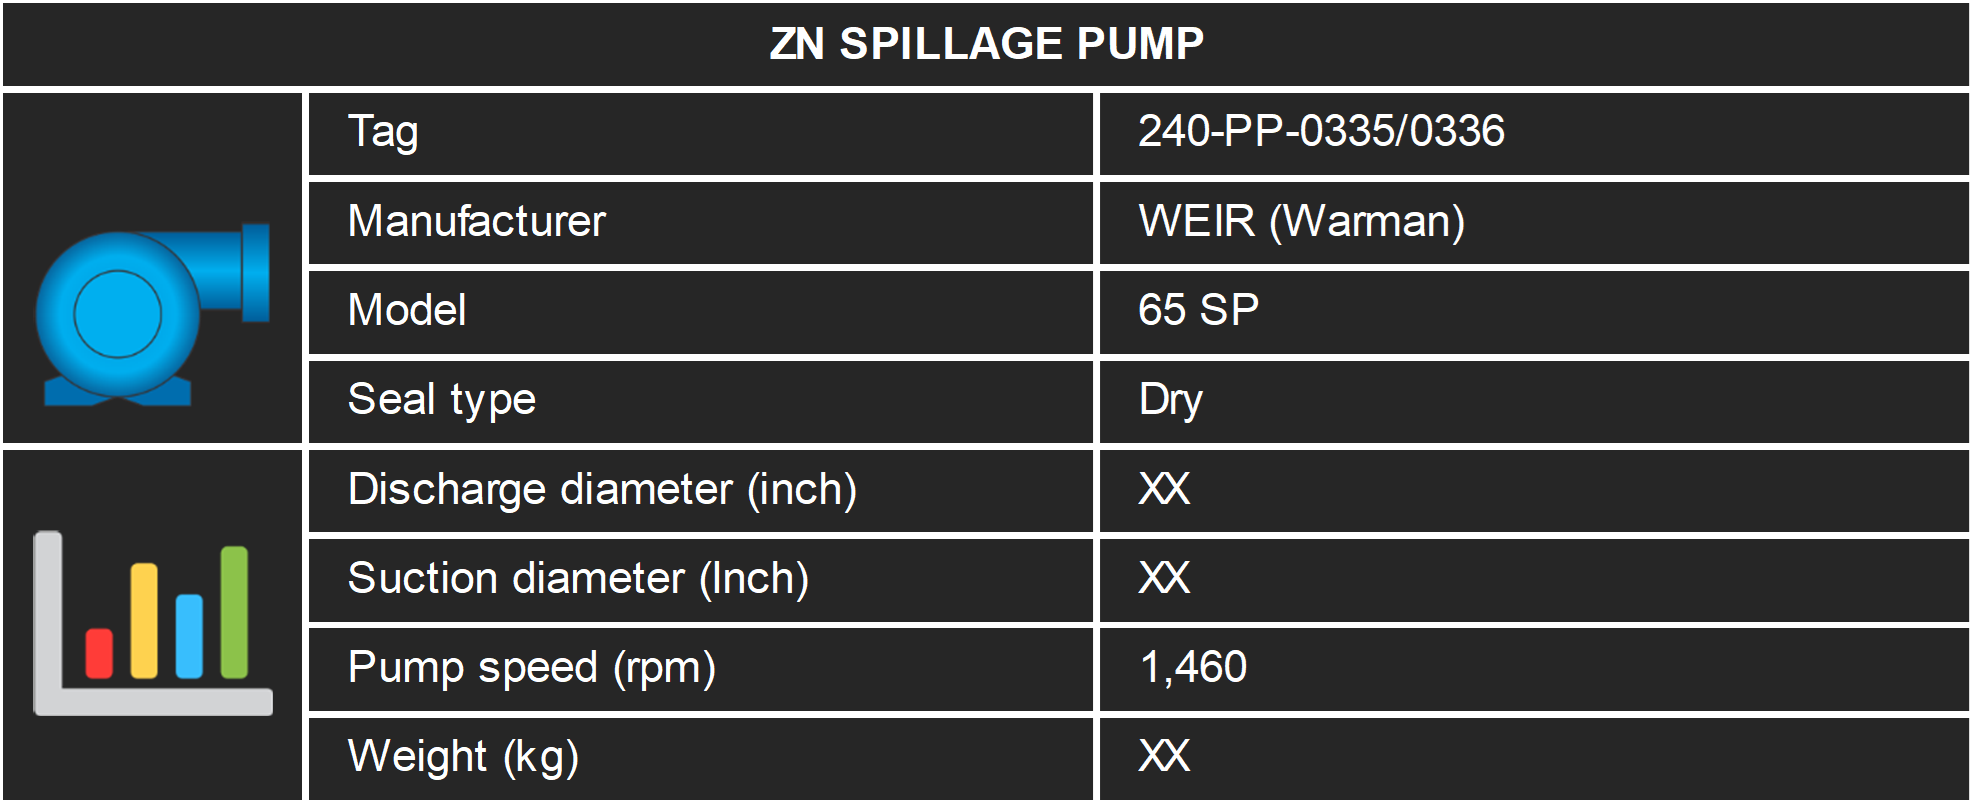 ZN SPILLAGE PUMP
Tag 240-PP-0335/0336
Manufacturer WEIR (Warman)
Model 65 SP
Seal type Dry
Discharge diameter (inch) XX
Suction diameter (Inch) XX
Pump speed (rpm) 1,460
Weight (kg) XX